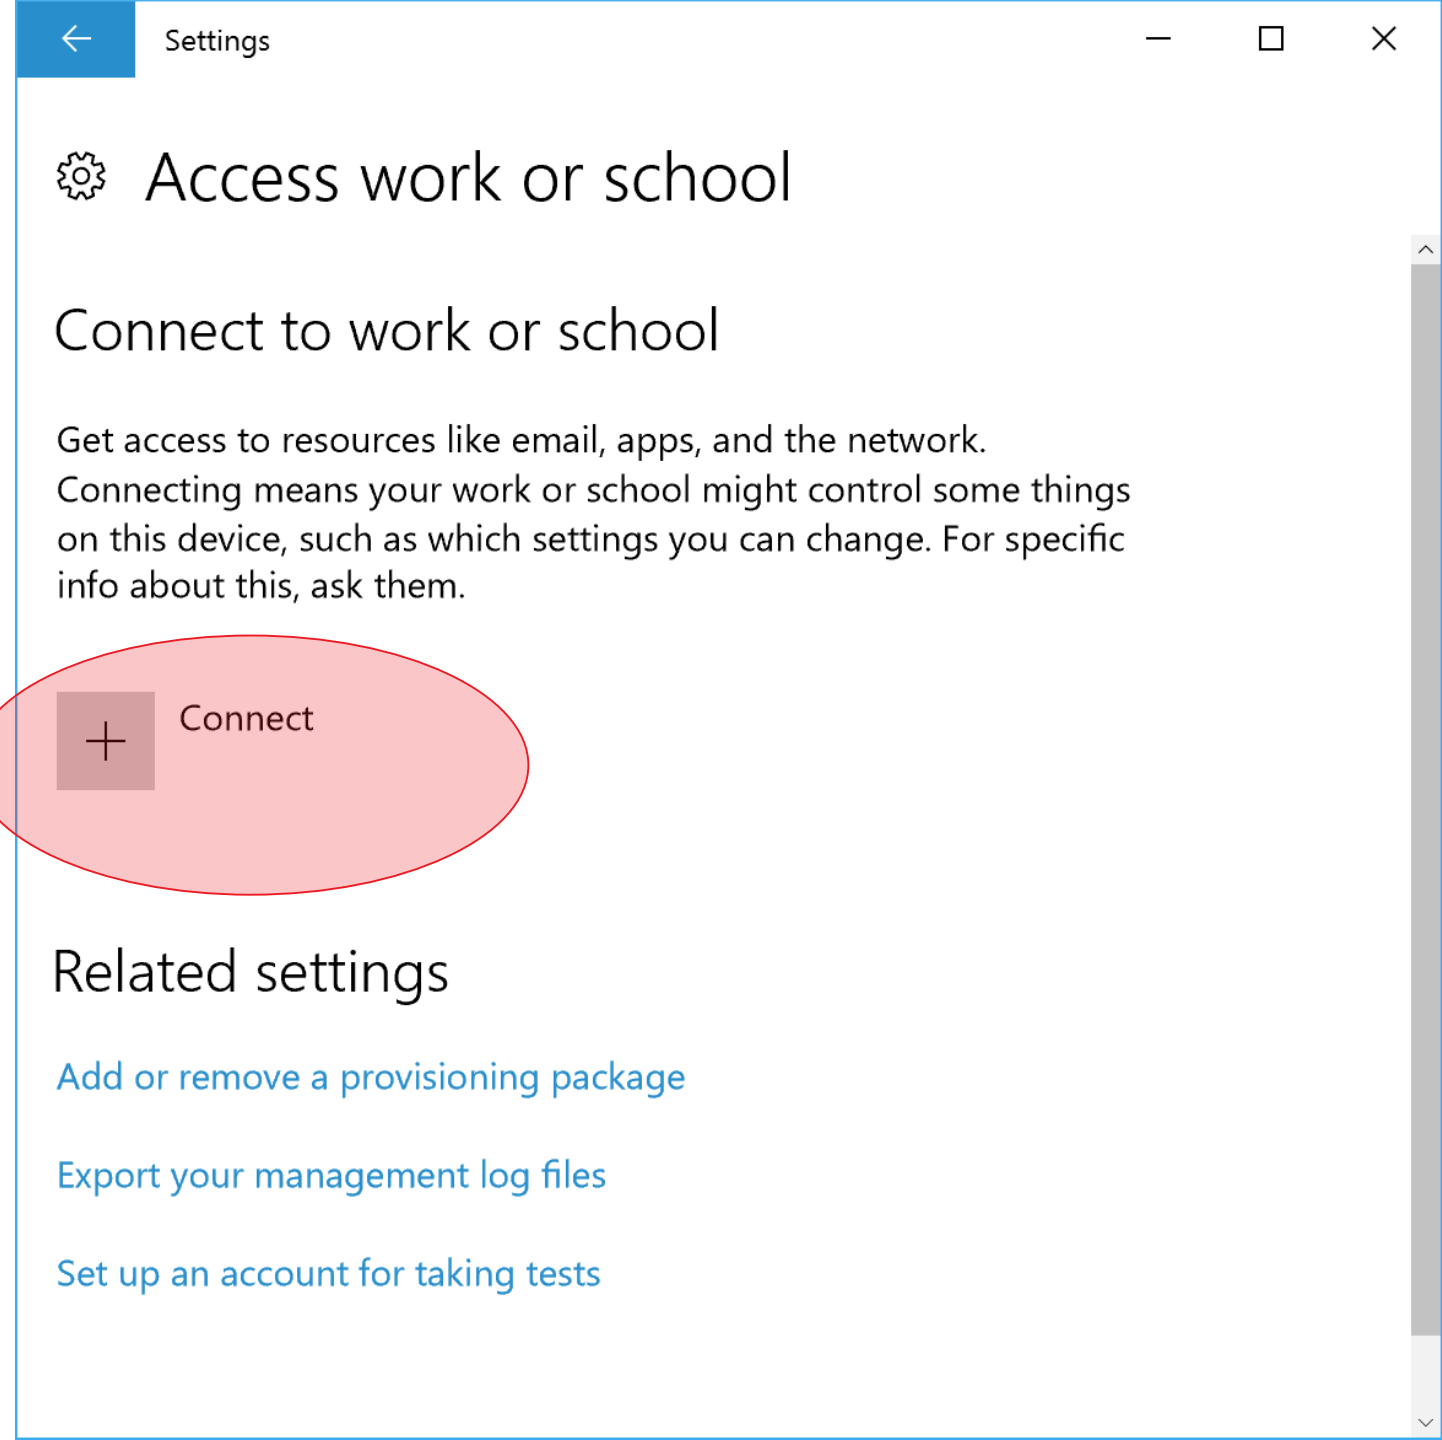 Settings
Access work or school
Connect to work or school
Get access to resources like email, apps, and the network.
Connecting means your work or school might control some things
on this device, such as which settings you can change. For specific
info about this, ask them.
Connect
Related settings
Add or remove a provisioning package
Export your management log files
Set up an account for taking tests